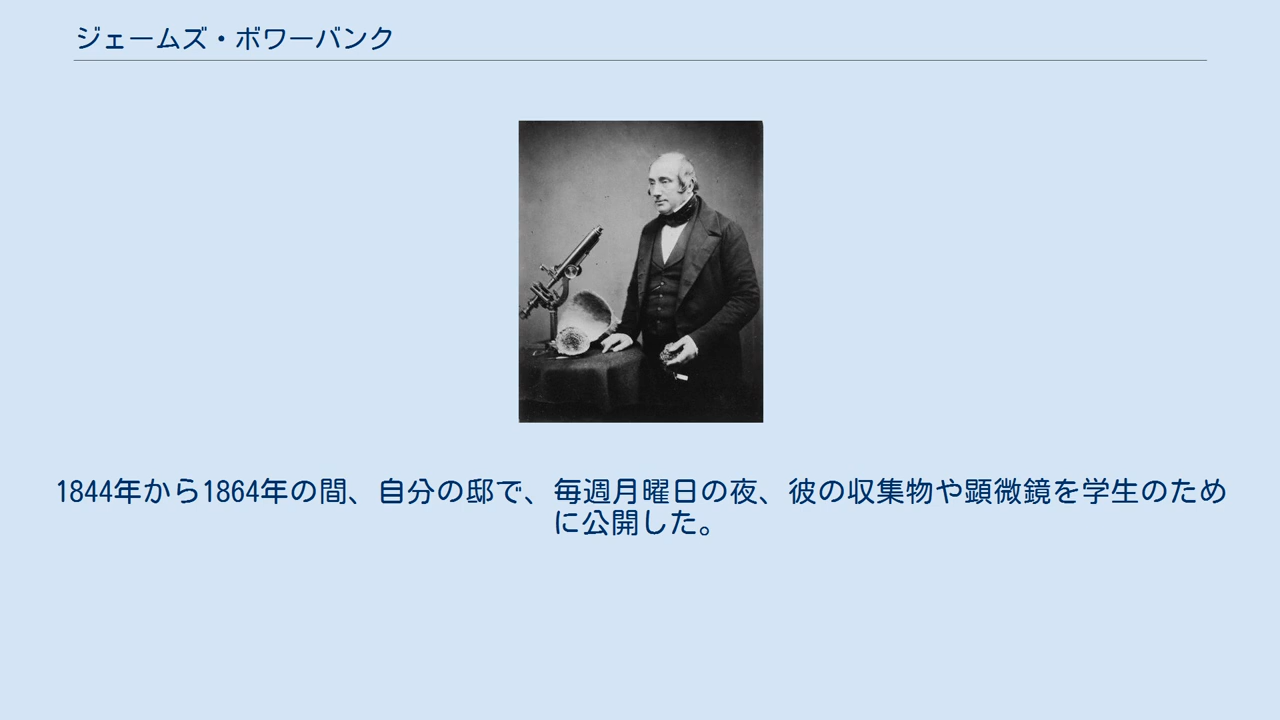 ジェームズ・ボワーバンク
1844年から1864年の間、自分の邸で、毎週月曜日の夜、彼の収集物や顕微鏡を学生のため
に公開した。